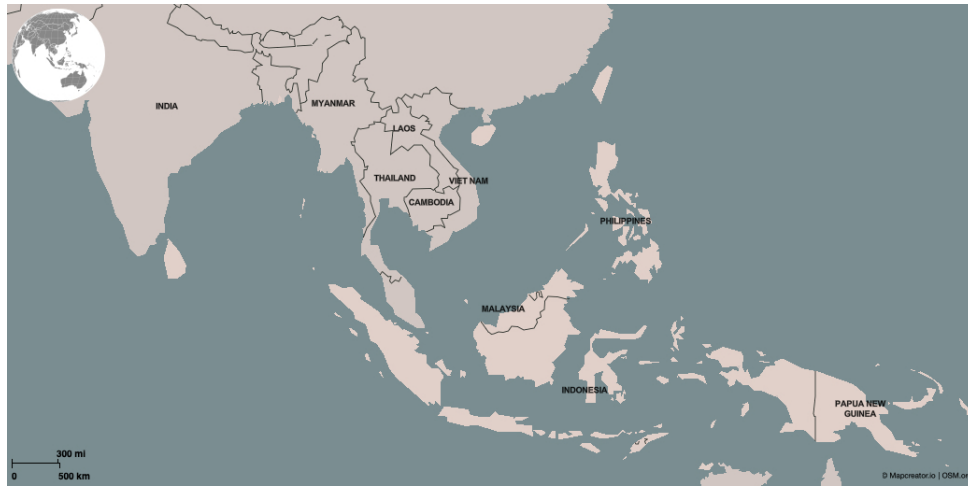 INDIA
MYANMAR
LAOS
THAILAND
VIET NAM
CAMBODIA
PHILIPPINES
MALAYSIA
INDONESIA
PAPUA NEW
GUINEA
300 mi
0 500 km
© Mapcreator.io | OSM.org